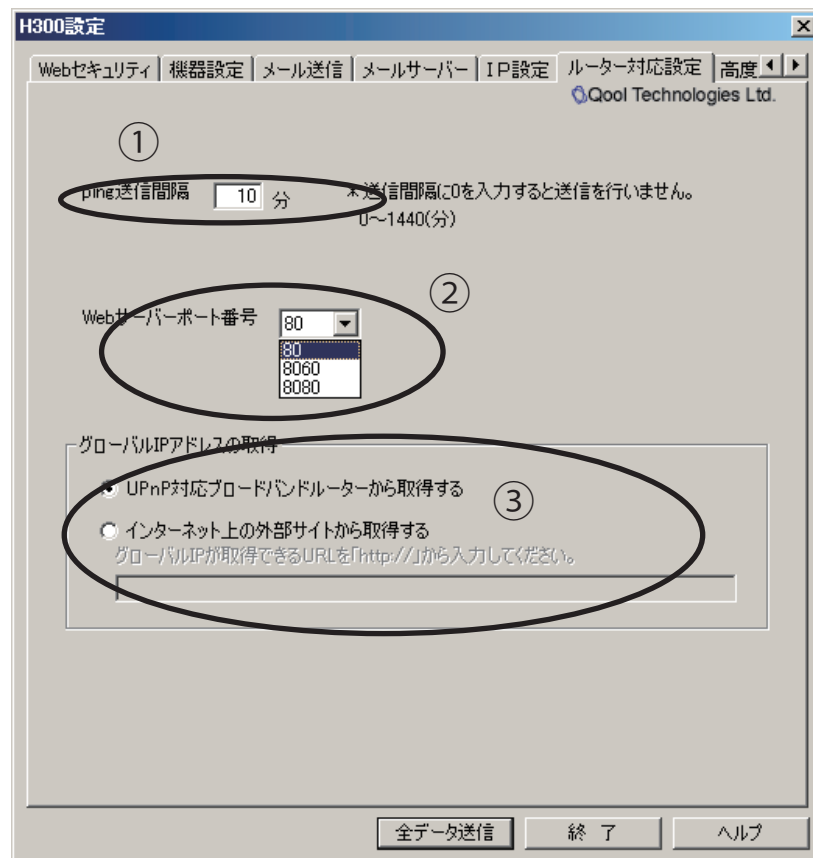 H300設定
Webセキュリティ 機器設定 メール送信 メールサーバー IP設定 ルーター対応設定 高度
Qool Technologies Ltd.
①
ping送信間隔 10 分 *送信間隔に0を入力すると送信を行いません。
0～1440(分)
②
Webサーバーポート番号 80
80
8060
8080
グローバルIPアドレスの取得
UPnP対応ブロードバンドルーターから取得する
③
インターネット上の外部サイトから取得する
グローバルIPが取得できるURLを「http://」から入力してください。
全データ送信 終 了 ヘルプ